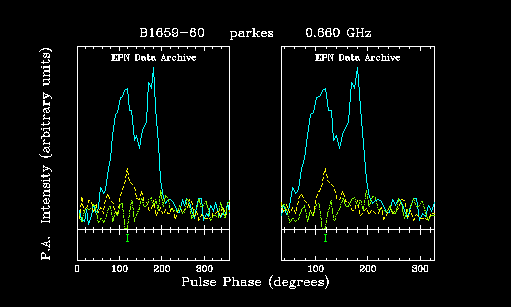 B1659-60 parkes 0.660 GHz
EPN Data Archive EPN Data Archive
P.A. Intensity (arbitrary units)
0 100 200 300 100 200 300
Pulse Phase (degrees)